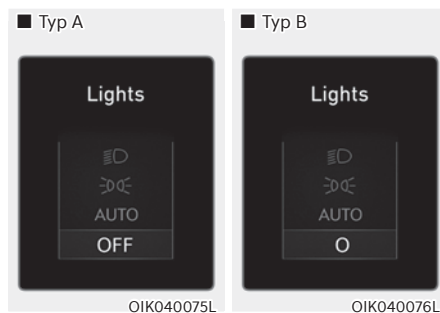 ■ Typ A
Lights
AUTO
OFF
OIK040075L
■ Typ B
Lights
AUTO
O
OIK040076L